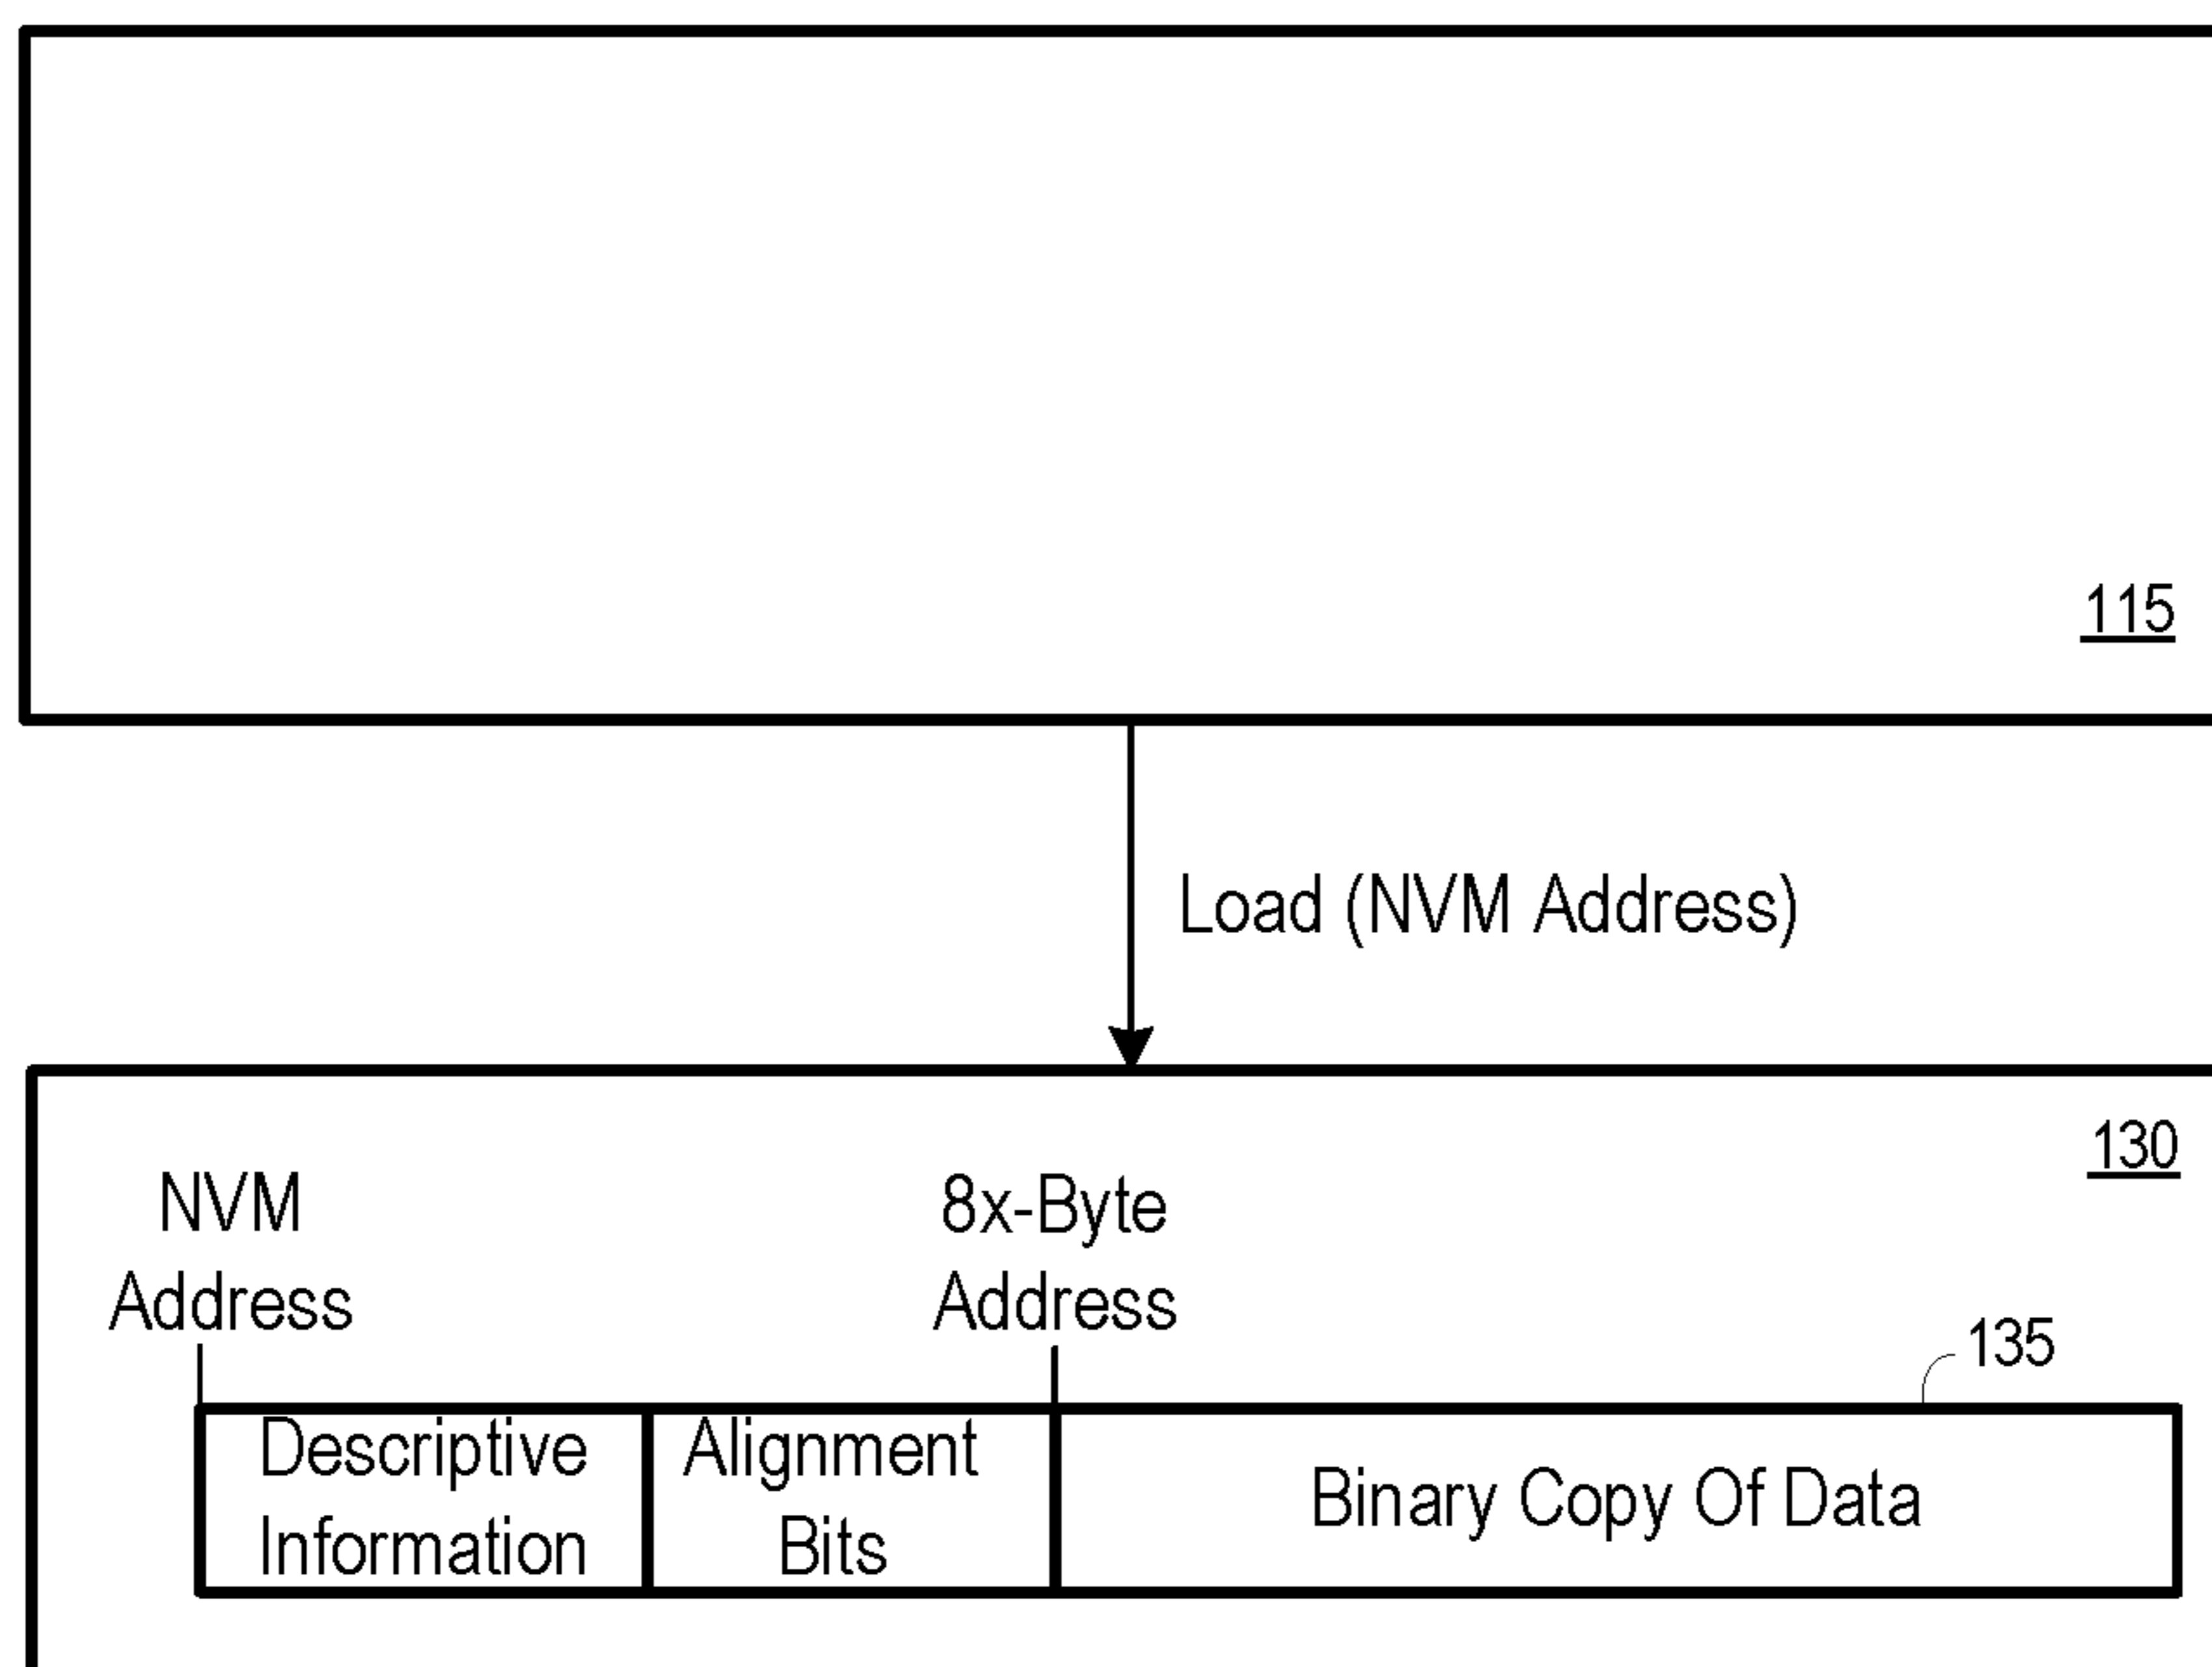 115
Load (NVM Address)
130
NVM
Address
8x-Byte
Address
135
Descriptive
Information
Alignment
Bits
Binary Copy Of Data